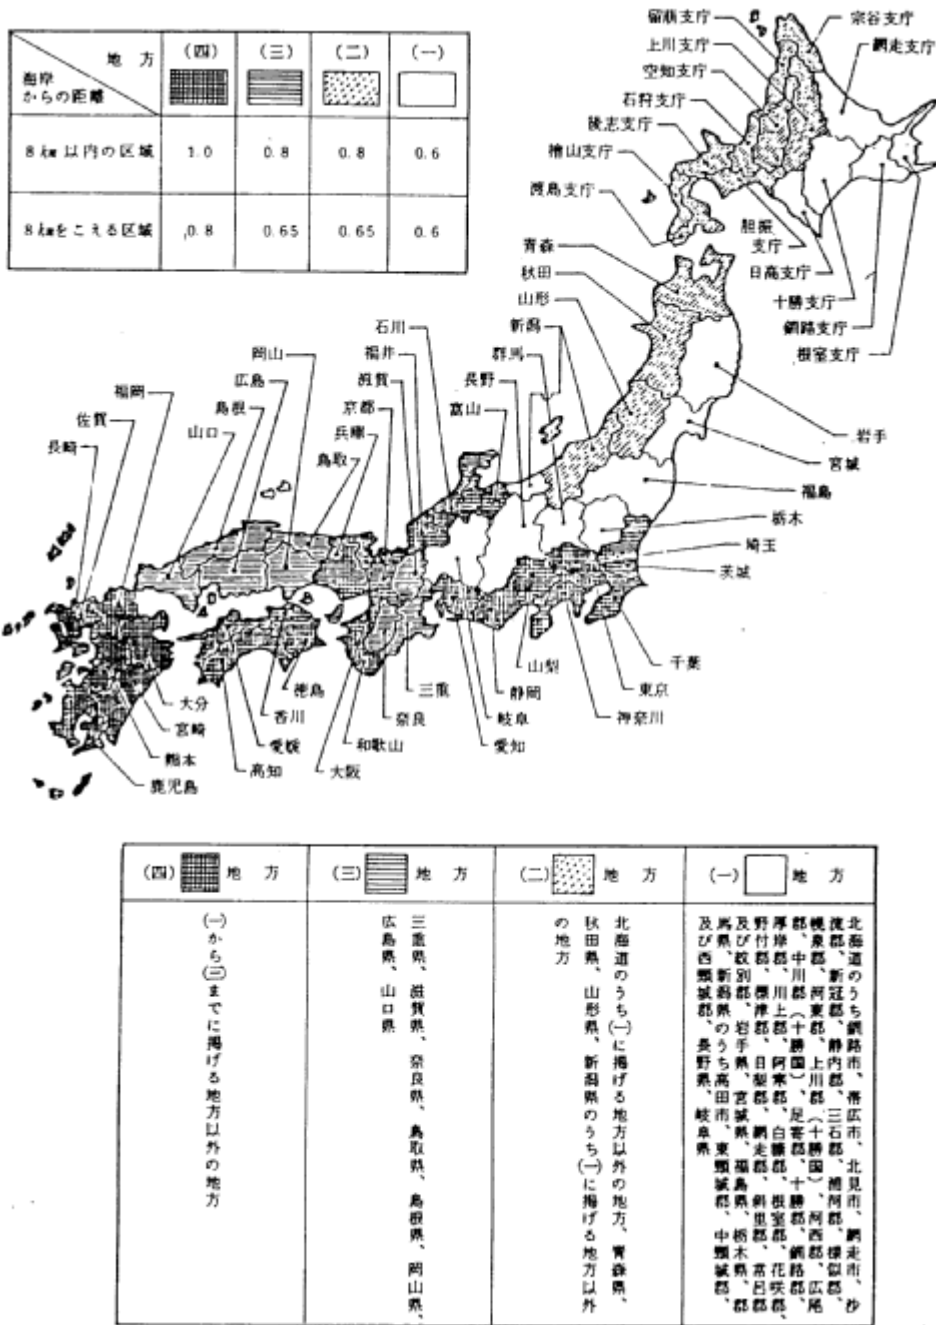 地方
海岸からの距離
(四)
(三)
(二)
(一)
8km以内の区域 1.0 0.8 0.8 0.6
8kmをこえる区域 0.8 0.65 0.65 0.6
留萠支庁
宗谷支庁
上川支庁
網走支庁
空知支庁
石狩支庁
後志支庁
檜山支庁
渡島支庁
胆振支庁
日高支庁
十勝支庁
釧路支庁
根室支庁
青森
秋田
山形
新潟
群馬
長野
富山
石川
福井
滋賀
京都
兵庫
鳥取
岡山
広島
島根
山口
福岡
佐賀
長崎
岩手
宮城
福島
栃木
埼玉
茨城
千葉
東京
神奈川
山梨
静岡
岐阜
愛知
三重
奈良
和歌山
大阪
徳島
香川
愛媛
高知
大分
宮崎
熊本
鹿児島
(四) 地方
(三) 地方
(二) 地方
(一) 地方
北海道のうち釧路市、帯広市、北見市、網走市、沙
流郡、新冠郡、静内郡、三石郡、浦河郡、様似郡、
幌泉郡、河東郡、上川郡(十勝国)、河西郡、広尾
郡、中川郡(十勝国)、足寄郡、十勝郡、釧路郡、
厚岸郡、川上郡、阿寒郡、白糠郡、根室郡、花咲郡、
野付郡、標津郡、目梨郡、網走郡、斜里郡、常呂郡
及び紋別郡、岩手県、宮城県、福島県、栃木県、群
馬県、新潟県のうち高田市、東頸城郡、中頸城郡、
及び西頸城郡、長野県、岐阜県
北海道のうち(一)に掲げる地方以外の地方、青森県、
秋田県、山形県、新潟県のうち(一)に掲げる地方以外
の地方
三重県、滋賀県、奈良県、鳥取県、島根県、岡山県、
広島県、山口県
(一)から(三)までに掲げる地方以外の地方